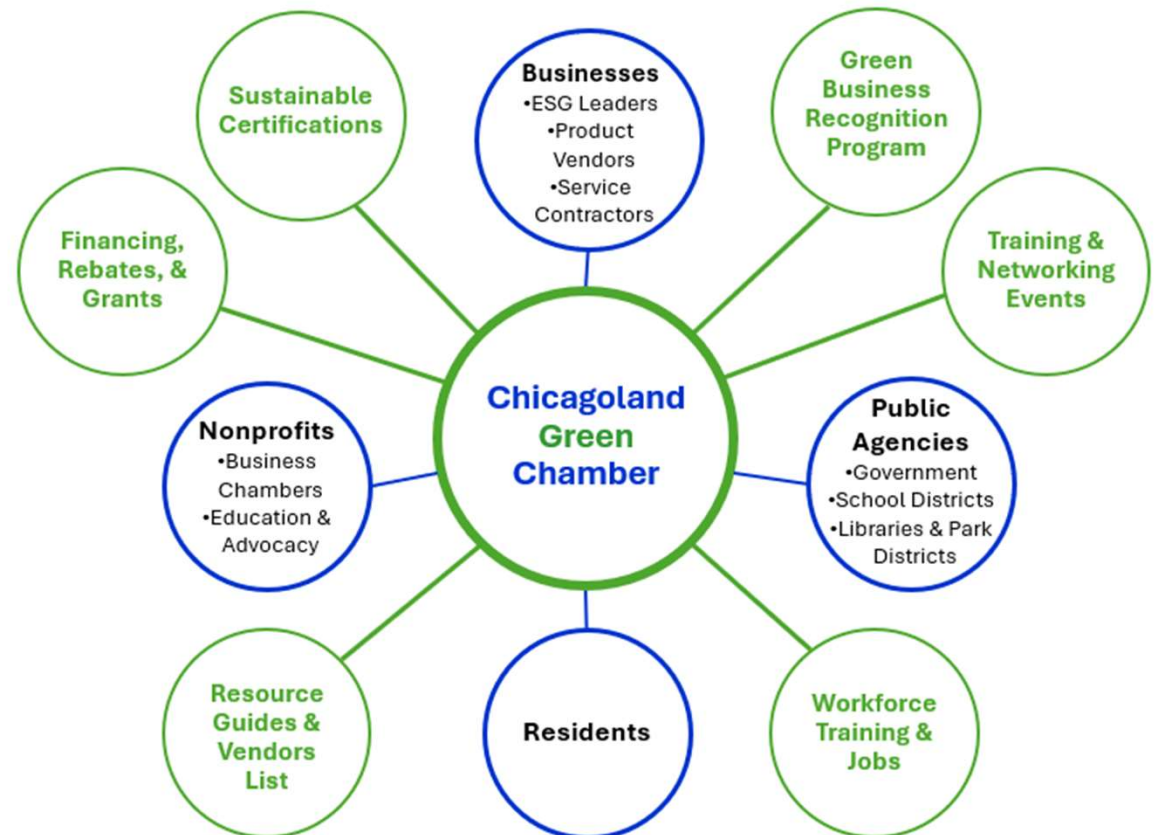 Sustainable
Certifications
Businesses
•ESG Leaders
•Product
Vendors
•Service
Contractors
Green
Business
Recognition
Program
Financing,
Rebates, &
Grants
Training &
Networking
Events
Chicagoland
Green
Chamber
Nonprofits
•Business
Chambers
•Education &
Advocacy
Public
Agencies
•Government
•School Districts
•Libraries & Park
Districts
Resource
Guides &
Vendors
List
Residents
Workforce
Training &
Jobs